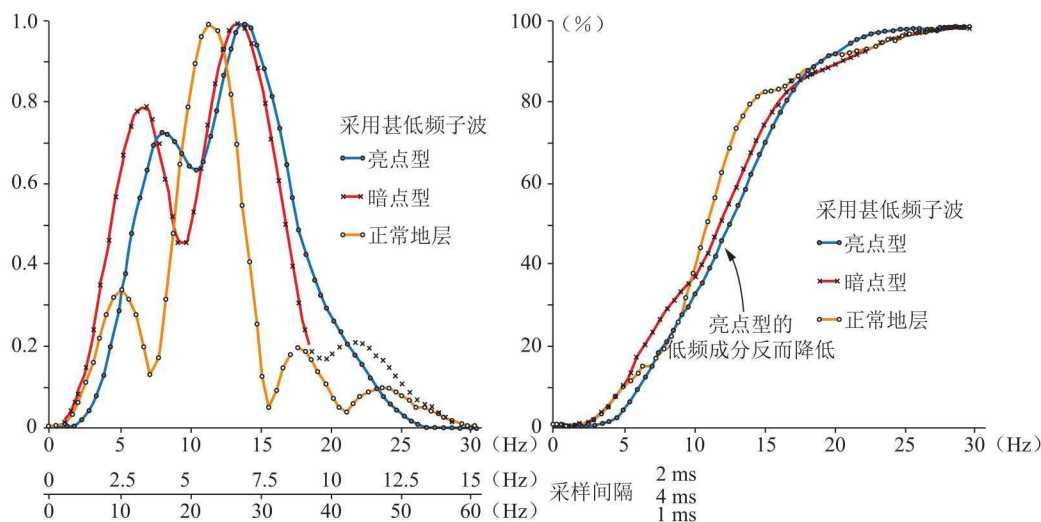 1.0
0.8
0.6
0.4
0.2
0
采用甚低频子波
亮点型
暗点型
正常地层
0 5 10 15 20 25 30 (Hz)
0 2.5 5 7.5 10 12.5 15 (Hz)
0 10 20 30 40 50 60 (Hz)
100 (%)
80
60
40
20
0
采用甚低频子波
亮点型
暗点型
正常地层
亮点型的
低频成分反而降低
0 5 10 15 20 25 30 (Hz)
采样间隔
2 ms
4 ms
1 ms